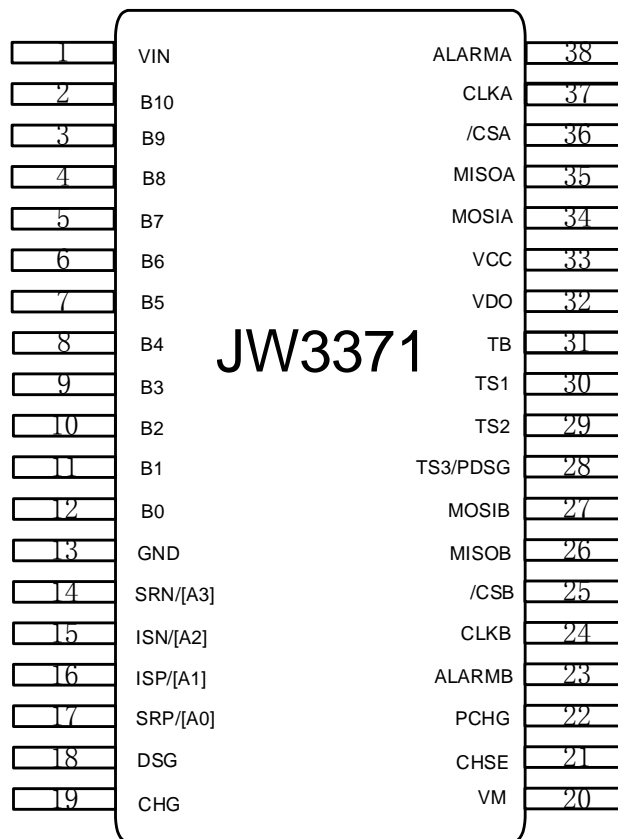 1 VIN ALARMA 38
2 B10 CLKA 37
3 B9 /CSA 36
4 B8 MISOA 35
5 B7 MOSIA 34
6 B6 VCC 33
7 B5 VDO 32
8 B4 TB 31
JW3371
9 B3 TS1 30
10 B2 TS2 29
11 B1 TS3/PDSG 28
12 B0 MOSIB 27
13 GND MISOB 26
14 SRN/[A3] /CSB 25
15 ISN/[A2] CLKB 24
16 ISP/[A1] ALARMB 23
17 SRP/[A0] PCHG 22
18 DSG CHSE 21
19 CHG VM 20